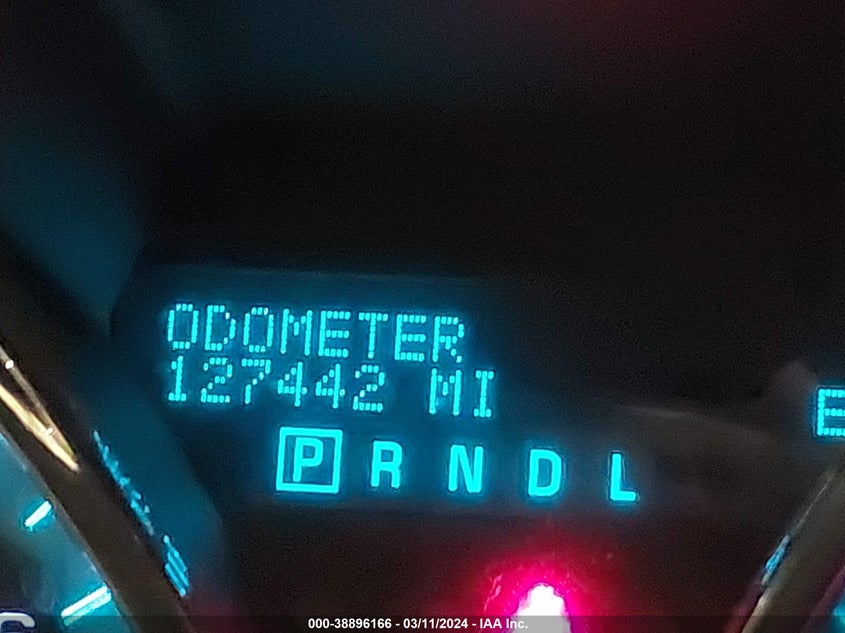 ODOMETER
127442 MI
P R N D L
E
000-38896166 - 03/11/2024 - IAA Inc.